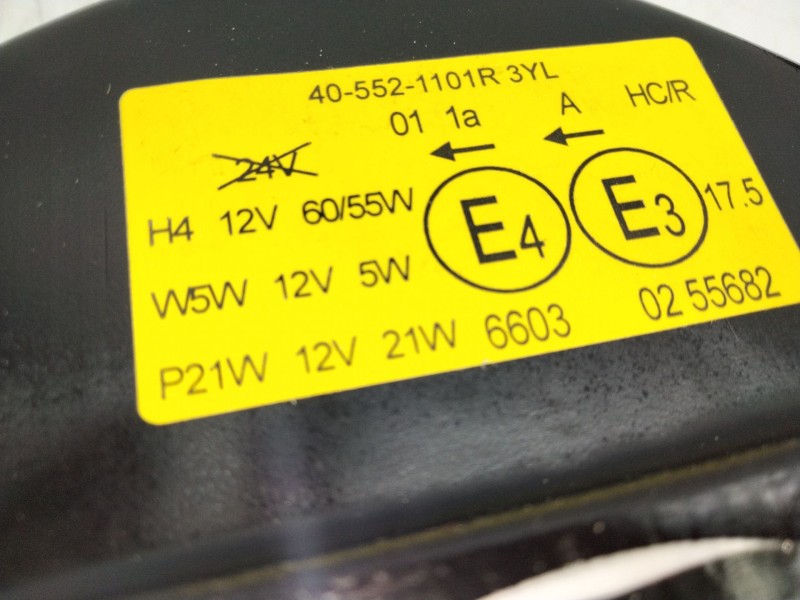 40-552-1101R 3YL
01 1a A HC/R
24V
H4 12V 60/55W E4 E3 17.5
W5W 12V 5W
P21W 12V 21W 6603 02 55682